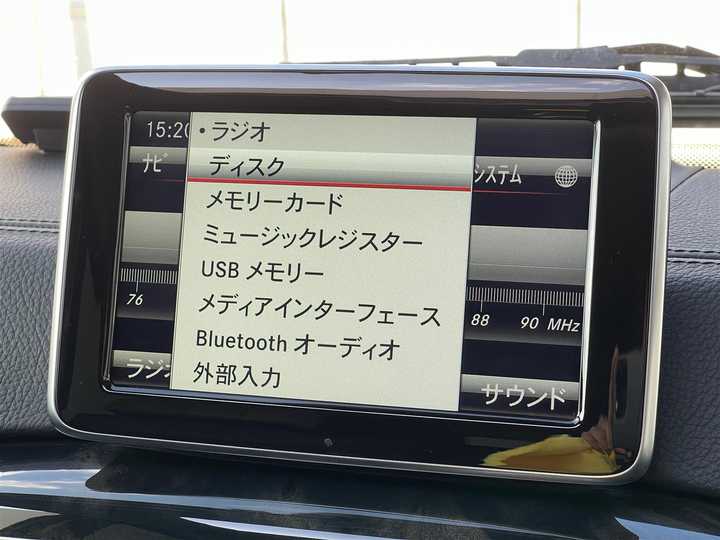 15:20
• ラジオ
ナビ
ディスク
システム
メモリーカード
ミュージックレジスター
USB メモリー
メディアインターフェース
76
88 90 MHz
Bluetooth オーディオ
ラジオ
外部入力
サウンド